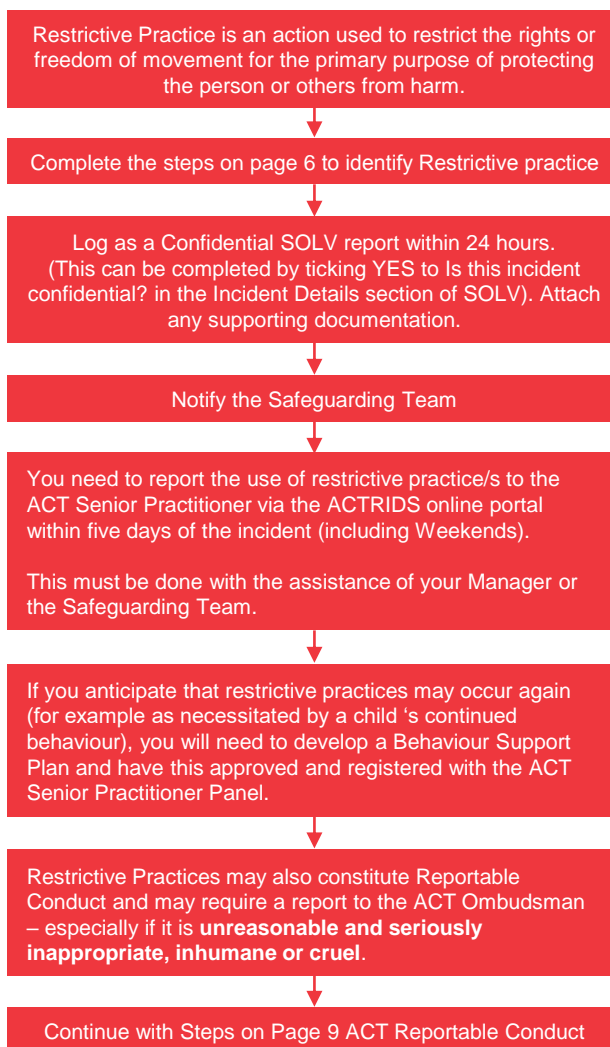 Restrictive Practice is an action used to restrict the rights or
freedom of movement for the primary purpose of protecting
the person or others from harm.
Complete the steps on page 6 to identify Restrictive practice
Log as a Confidential SOLV report within 24 hours.
(This can be completed by ticking YES to Is this incident
confidential? in the Incident Details section of SOLV). Attach
any supporting documentation.
Notify the Safeguarding Team
You need to report the use of restrictive practice/s to the
ACT Senior Practitioner via the ACTRIDS online portal
within five days of the incident (including Weekends).
This must be done with the assistance of your Manager or
the Safeguarding Team.
If you anticipate that restrictive practices may occur again
(for example as necessitated by a child ‘s continued
behaviour), you will need to develop a Behaviour Support
Plan and have this approved and registered with the ACT
Senior Practitioner Panel.
Restrictive Practices may also constitute Reportable
Conduct and may require a report to the ACT Ombudsman
– especially if it is unreasonable and seriously
inappropriate, inhumane or cruel.
Continue with Steps on Page 9 ACT Reportable Conduct